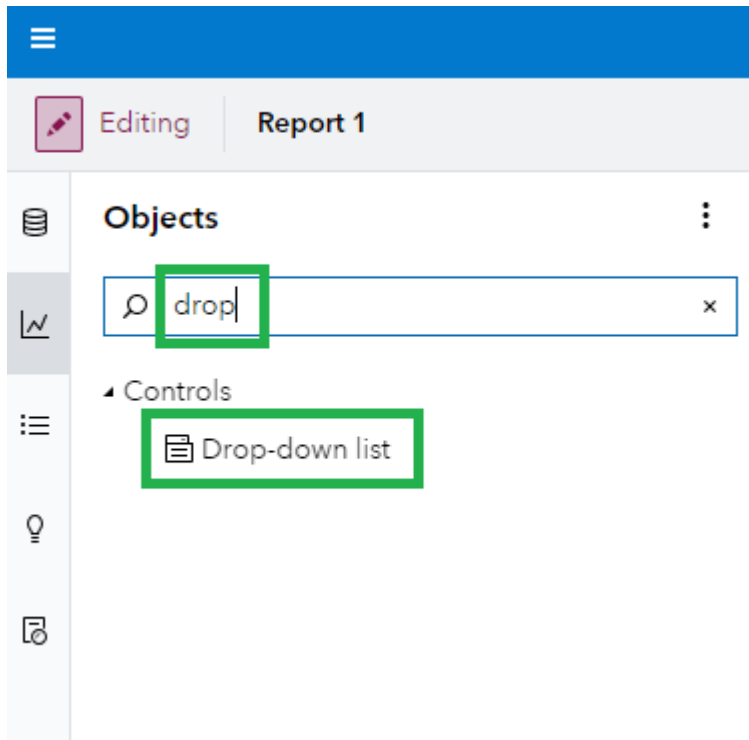 Editing Report 1
Objects
drop
Controls
Drop-down list